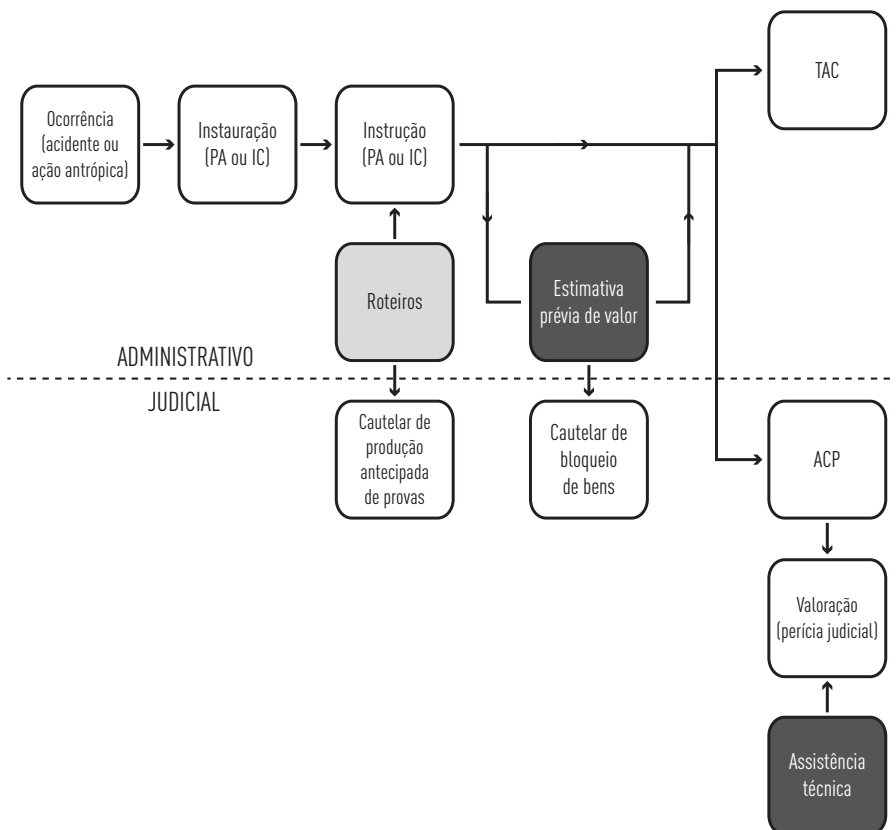 TAC
Ocorrência
(acidente ou
ação antrópica)
Instauração
(PA ou IC)
Instrução
(PA ou IC)
Roteiros
Estimativa
prévia de valor
ADMINISTRATIVO
JUDICIAL
Cautelar de
produção
antecipada
de provas
Cautelar de
bloqueio
de bens
ACP
Valoração
(perícia judicial)
Assistência
técnica